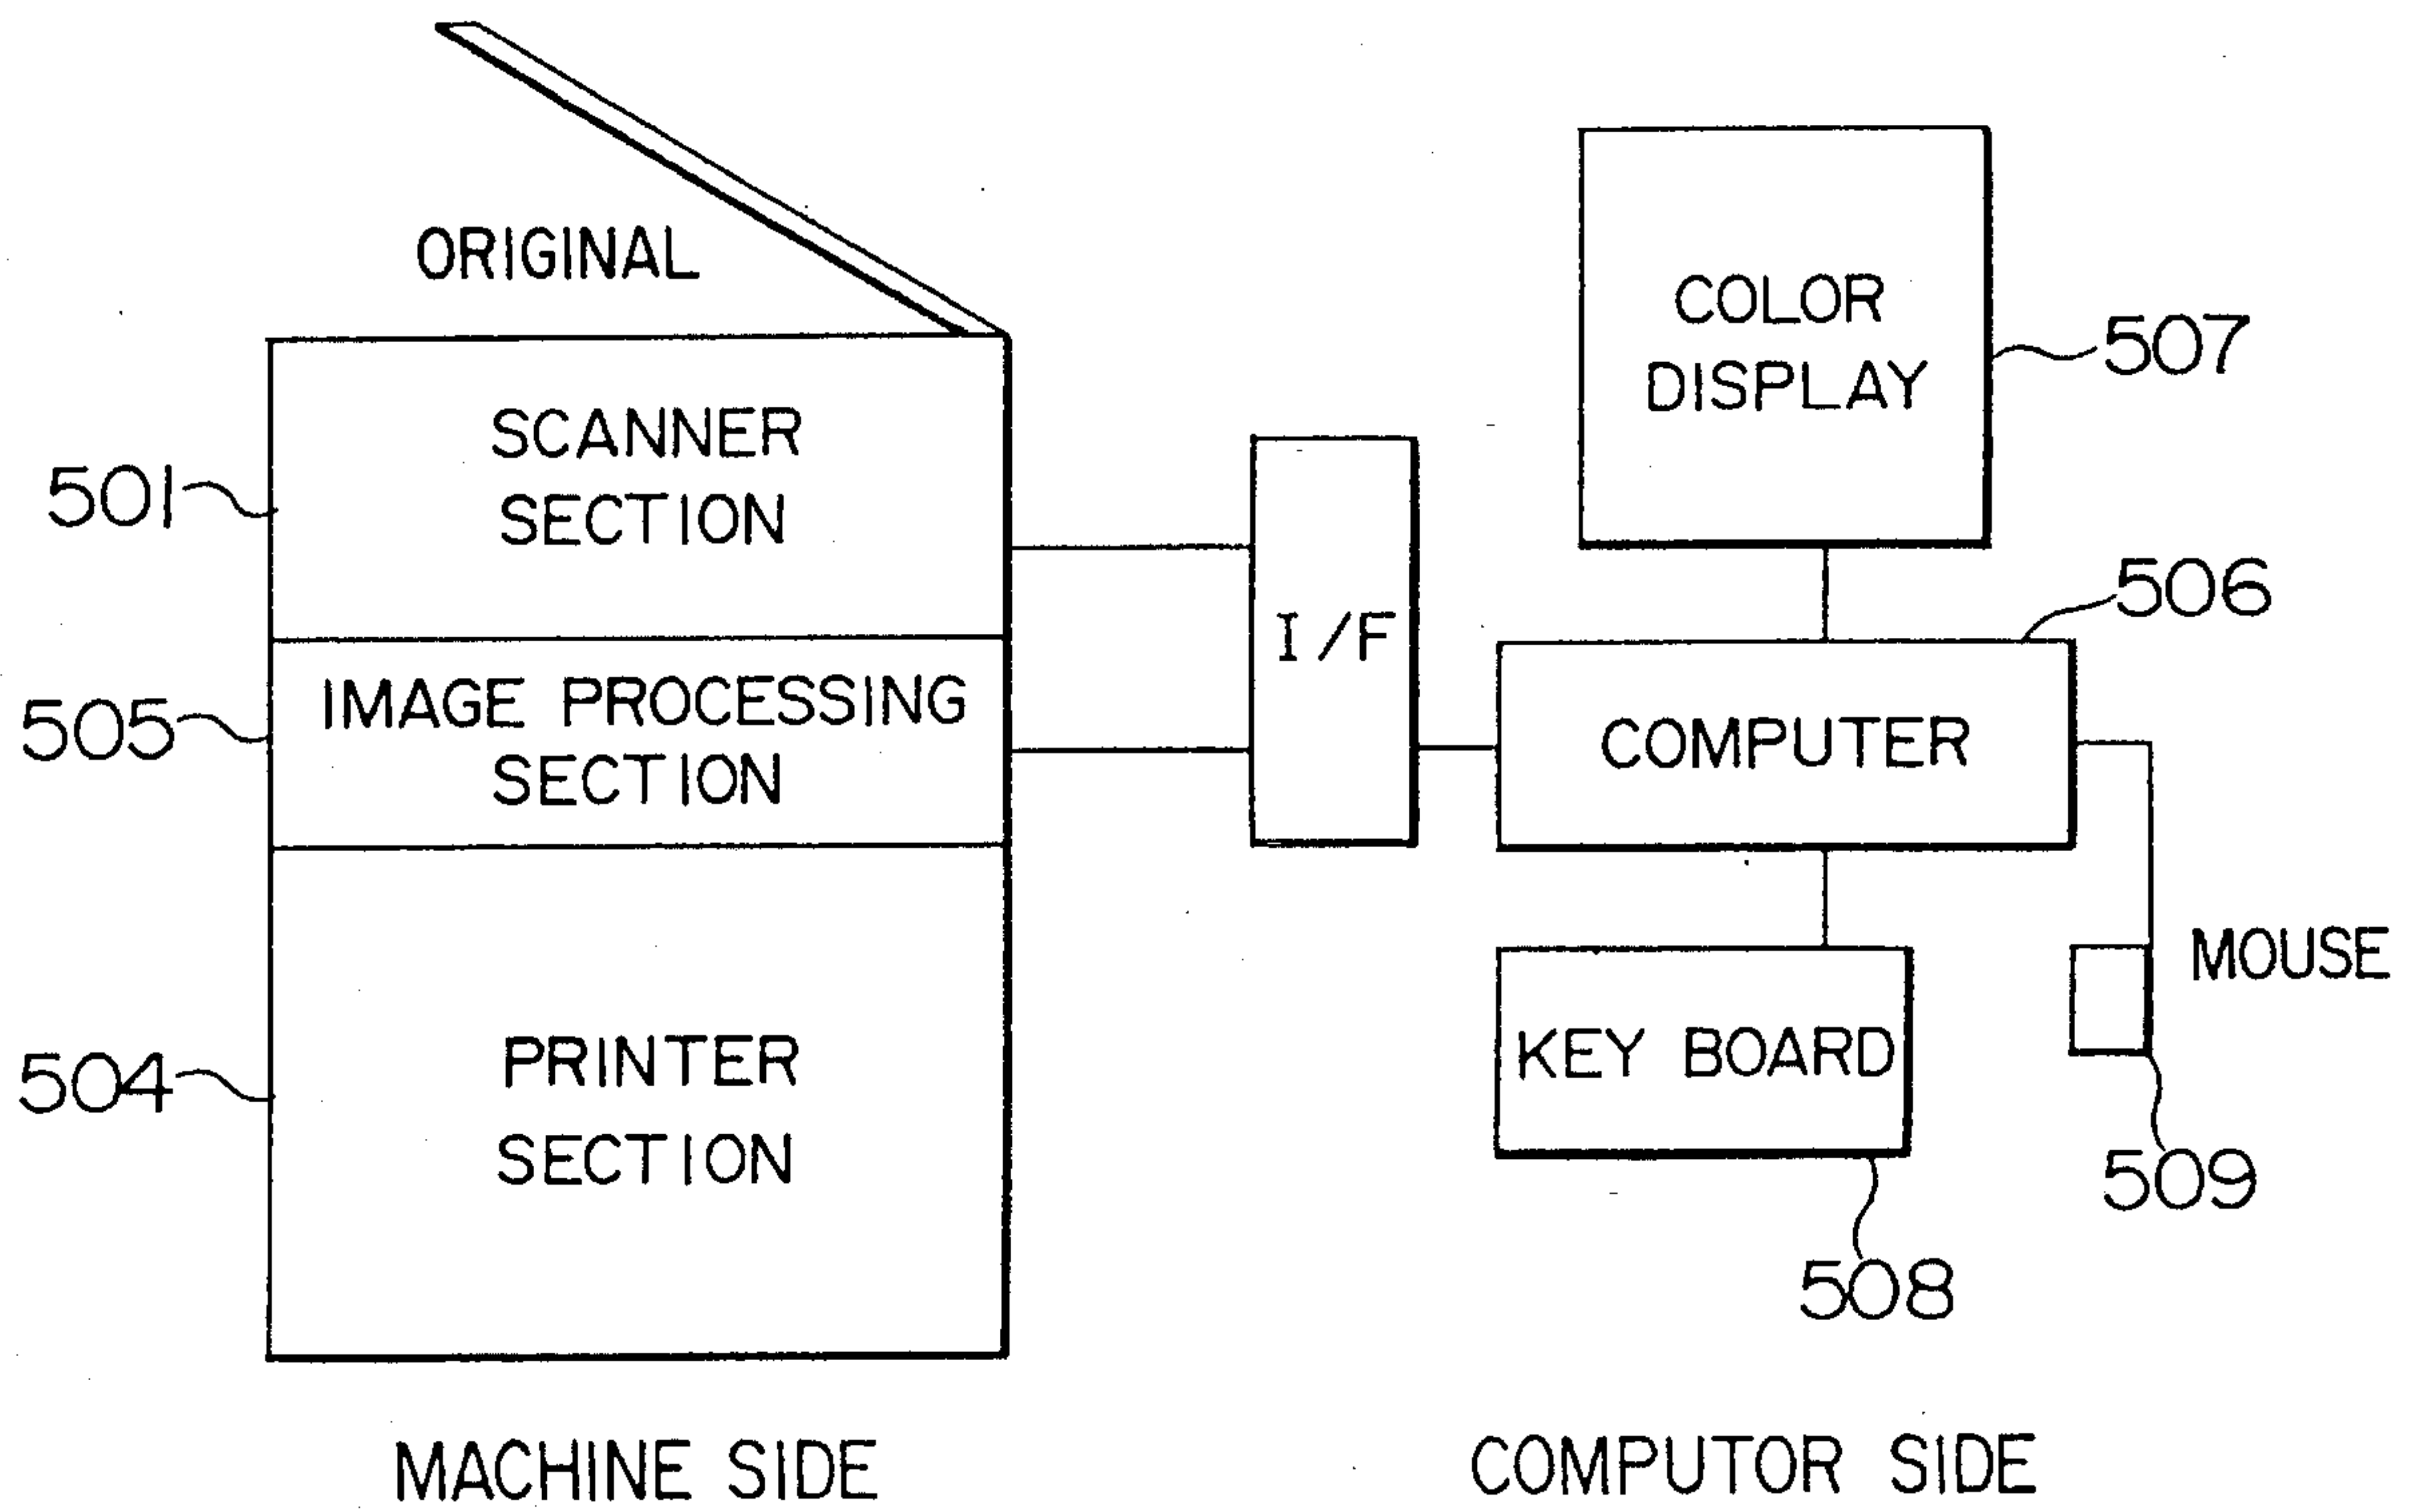 ORIGINAL
SCANNER
SECTION
501
IMAGE PROCESSING
SECTION
505
PRINTER
SECTION
504
MACHINE SIDE
I/F
COLOR
DISPLAY
507
506
COMPUTER
MOUSE
KEY BOARD
509
508
COMPUTOR SIDE